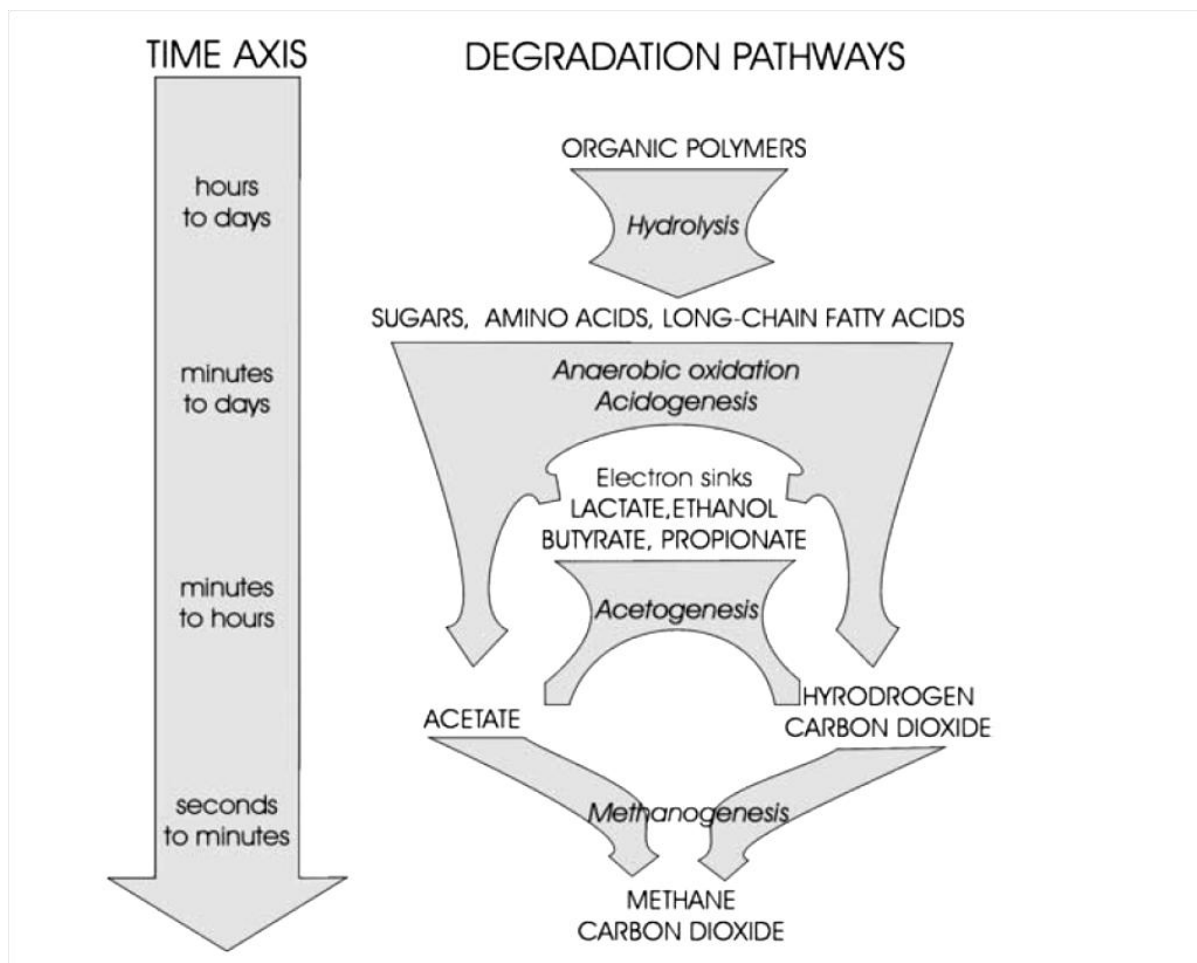 TIME AXIS
DEGRADATION PATHWAYS
ORGANIC POLYMERS
hours
to days
Hydrolysis
SUGARS, AMINO ACIDS, LONG-CHAIN FATTY ACIDS
minutes
to days
Anaerobic oxidation
Acidogenesis
Electron sinks
LACTATE,ETHANOL
BUTYRATE, PROPIONATE
minutes
to hours
Acetogenesis
ACETATE
HYRODROGEN
CARBON DIOXIDE
seconds
to minutes
Methanogenesis
METHANE
CARBON DIOXIDE